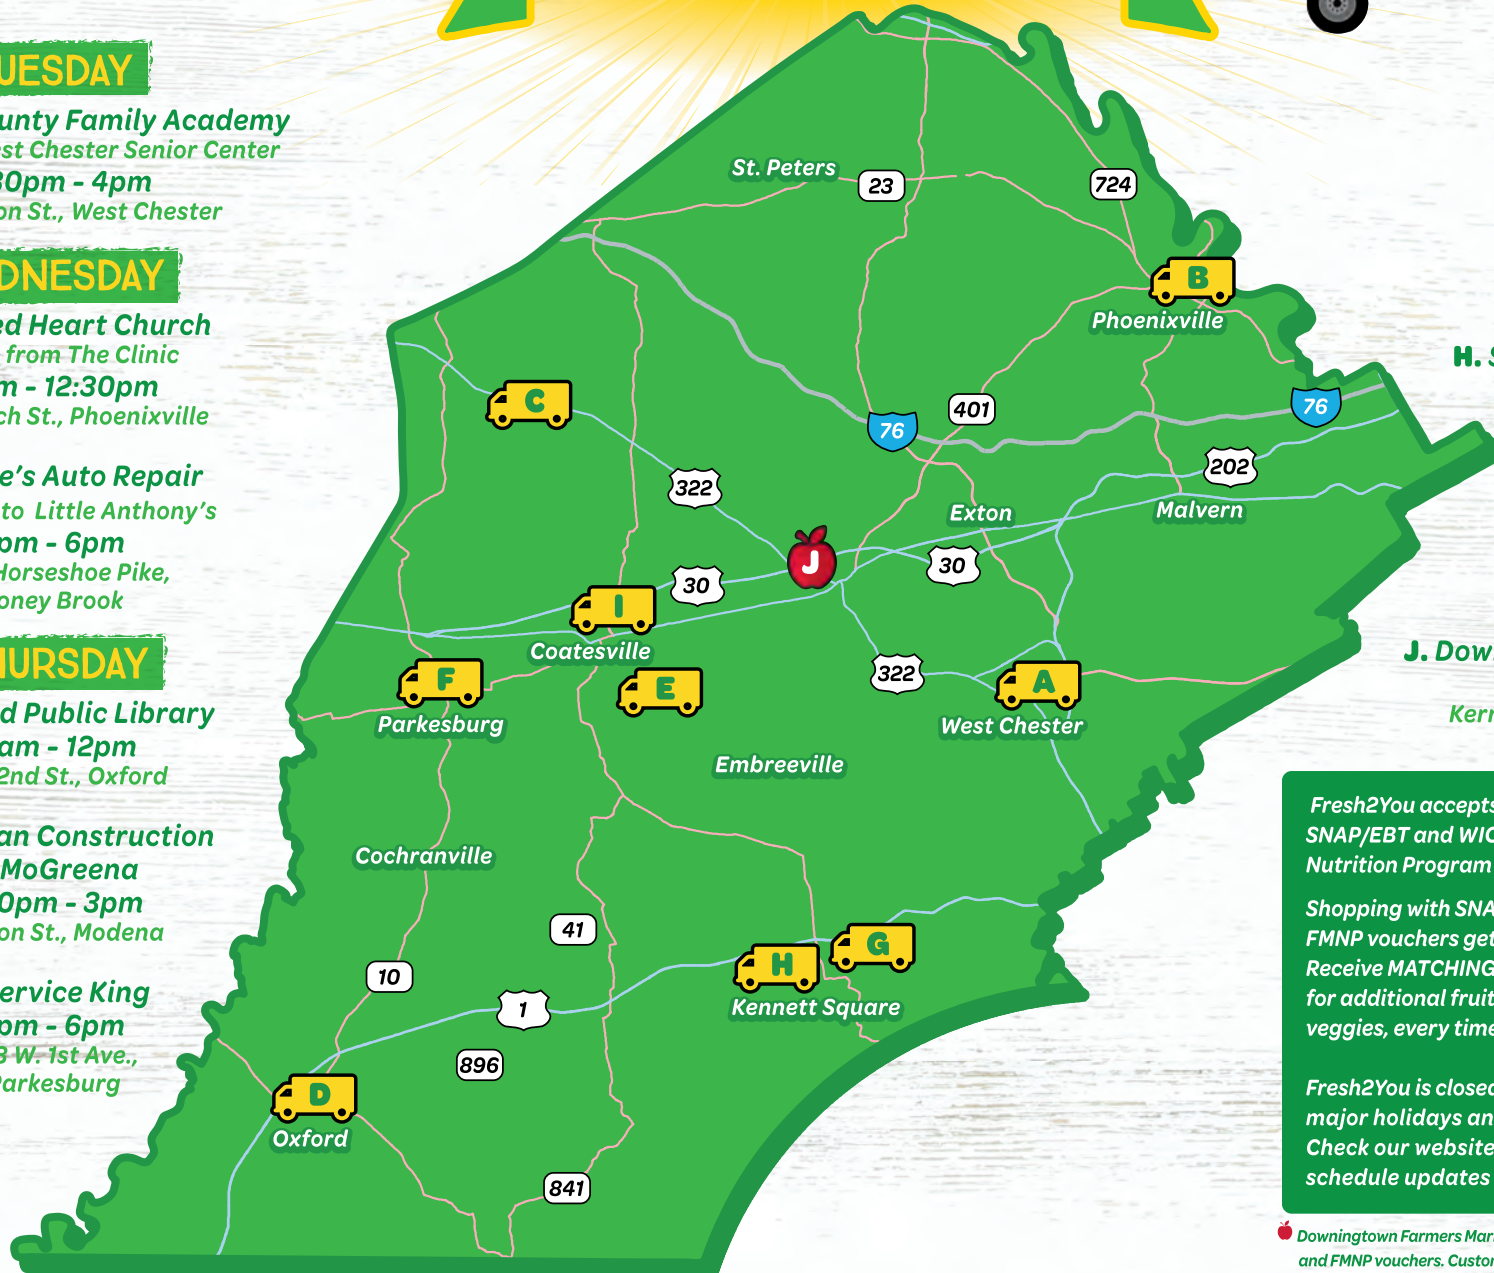 UESDAY
unty Family Academy
st Chester Senior Center
30pm - 4pm
on St., West Chester
DNESDAY
ed Heart Church
from The Clinic
m - 12:30pm
ch St., Phoenixville
e's Auto Repair
to Little Anthony's
pm - 6pm
Horseshoe Pike,
oney Brook
HURSDAY
d Public Library
am - 12pm
2nd St., Oxford
an Construction
MoGreena
0pm - 3pm
on St., Modena
ervice King
pm - 6pm
3 W. 1st Ave.,
Parkesburg
St. Peters
23
724
B
Phoenixville
C
401
76
76
322
202
Exton
Malvern
J
30
30
I
Coatesville
F
E
322
A
Parkesburg
West Chester
Embreeville
Cochranville
41
G
H
10
Kennett Square
1
896
D
Oxford
841
H. S
J. Dow
Kerr
Fresh2You accepts
SNAP/EBT and WIC
Nutrition Program
Shopping with SNA
FMNP vouchers get
Receive MATCHING
for additional fruit
veggies, every time
Fresh2You is closed
major holidays an
Check our website
schedule updates
Downingtown Farmers Mar
and FMNP vouchers. Custo